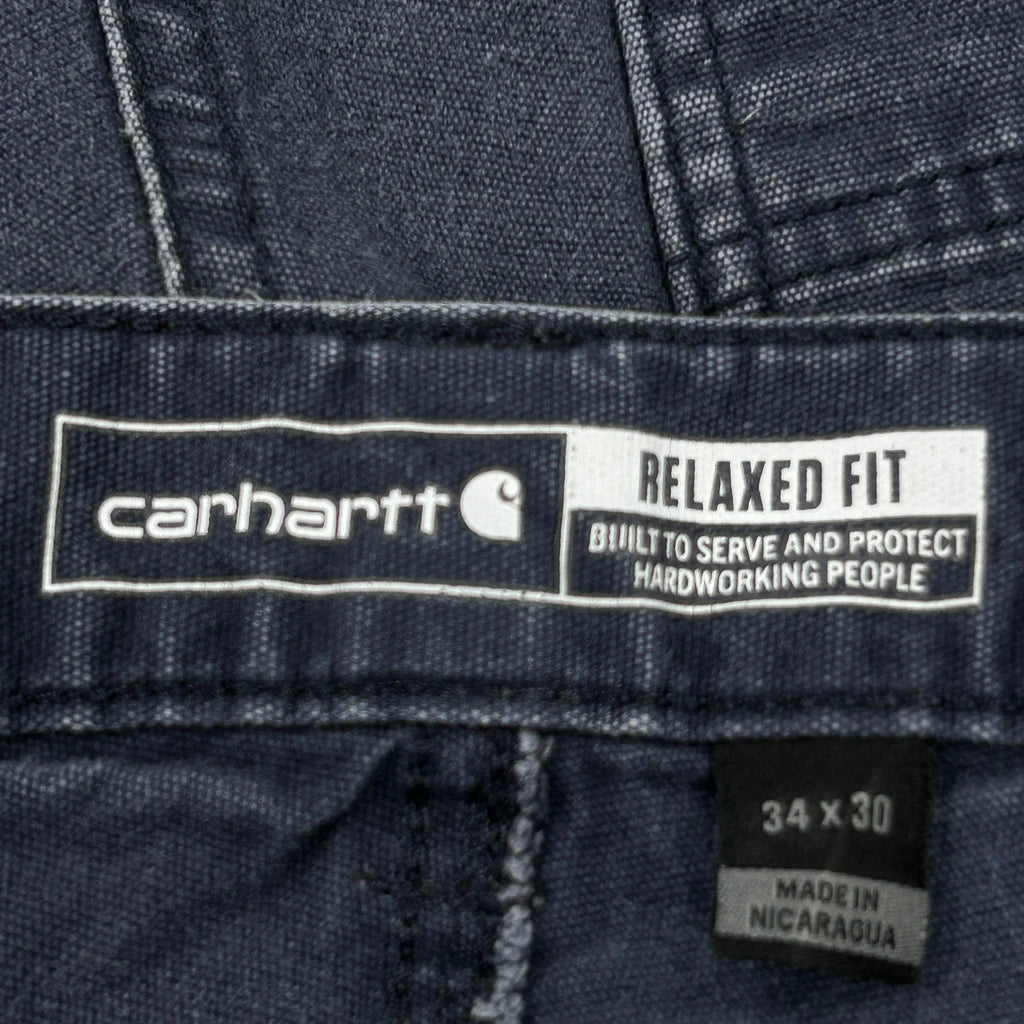 carhartt
RELAXED FIT
BUILT TO SERVE AND PROTECT
HARDWORKING PEOPLE
34 X 30
MADE IN
NICARAGUA